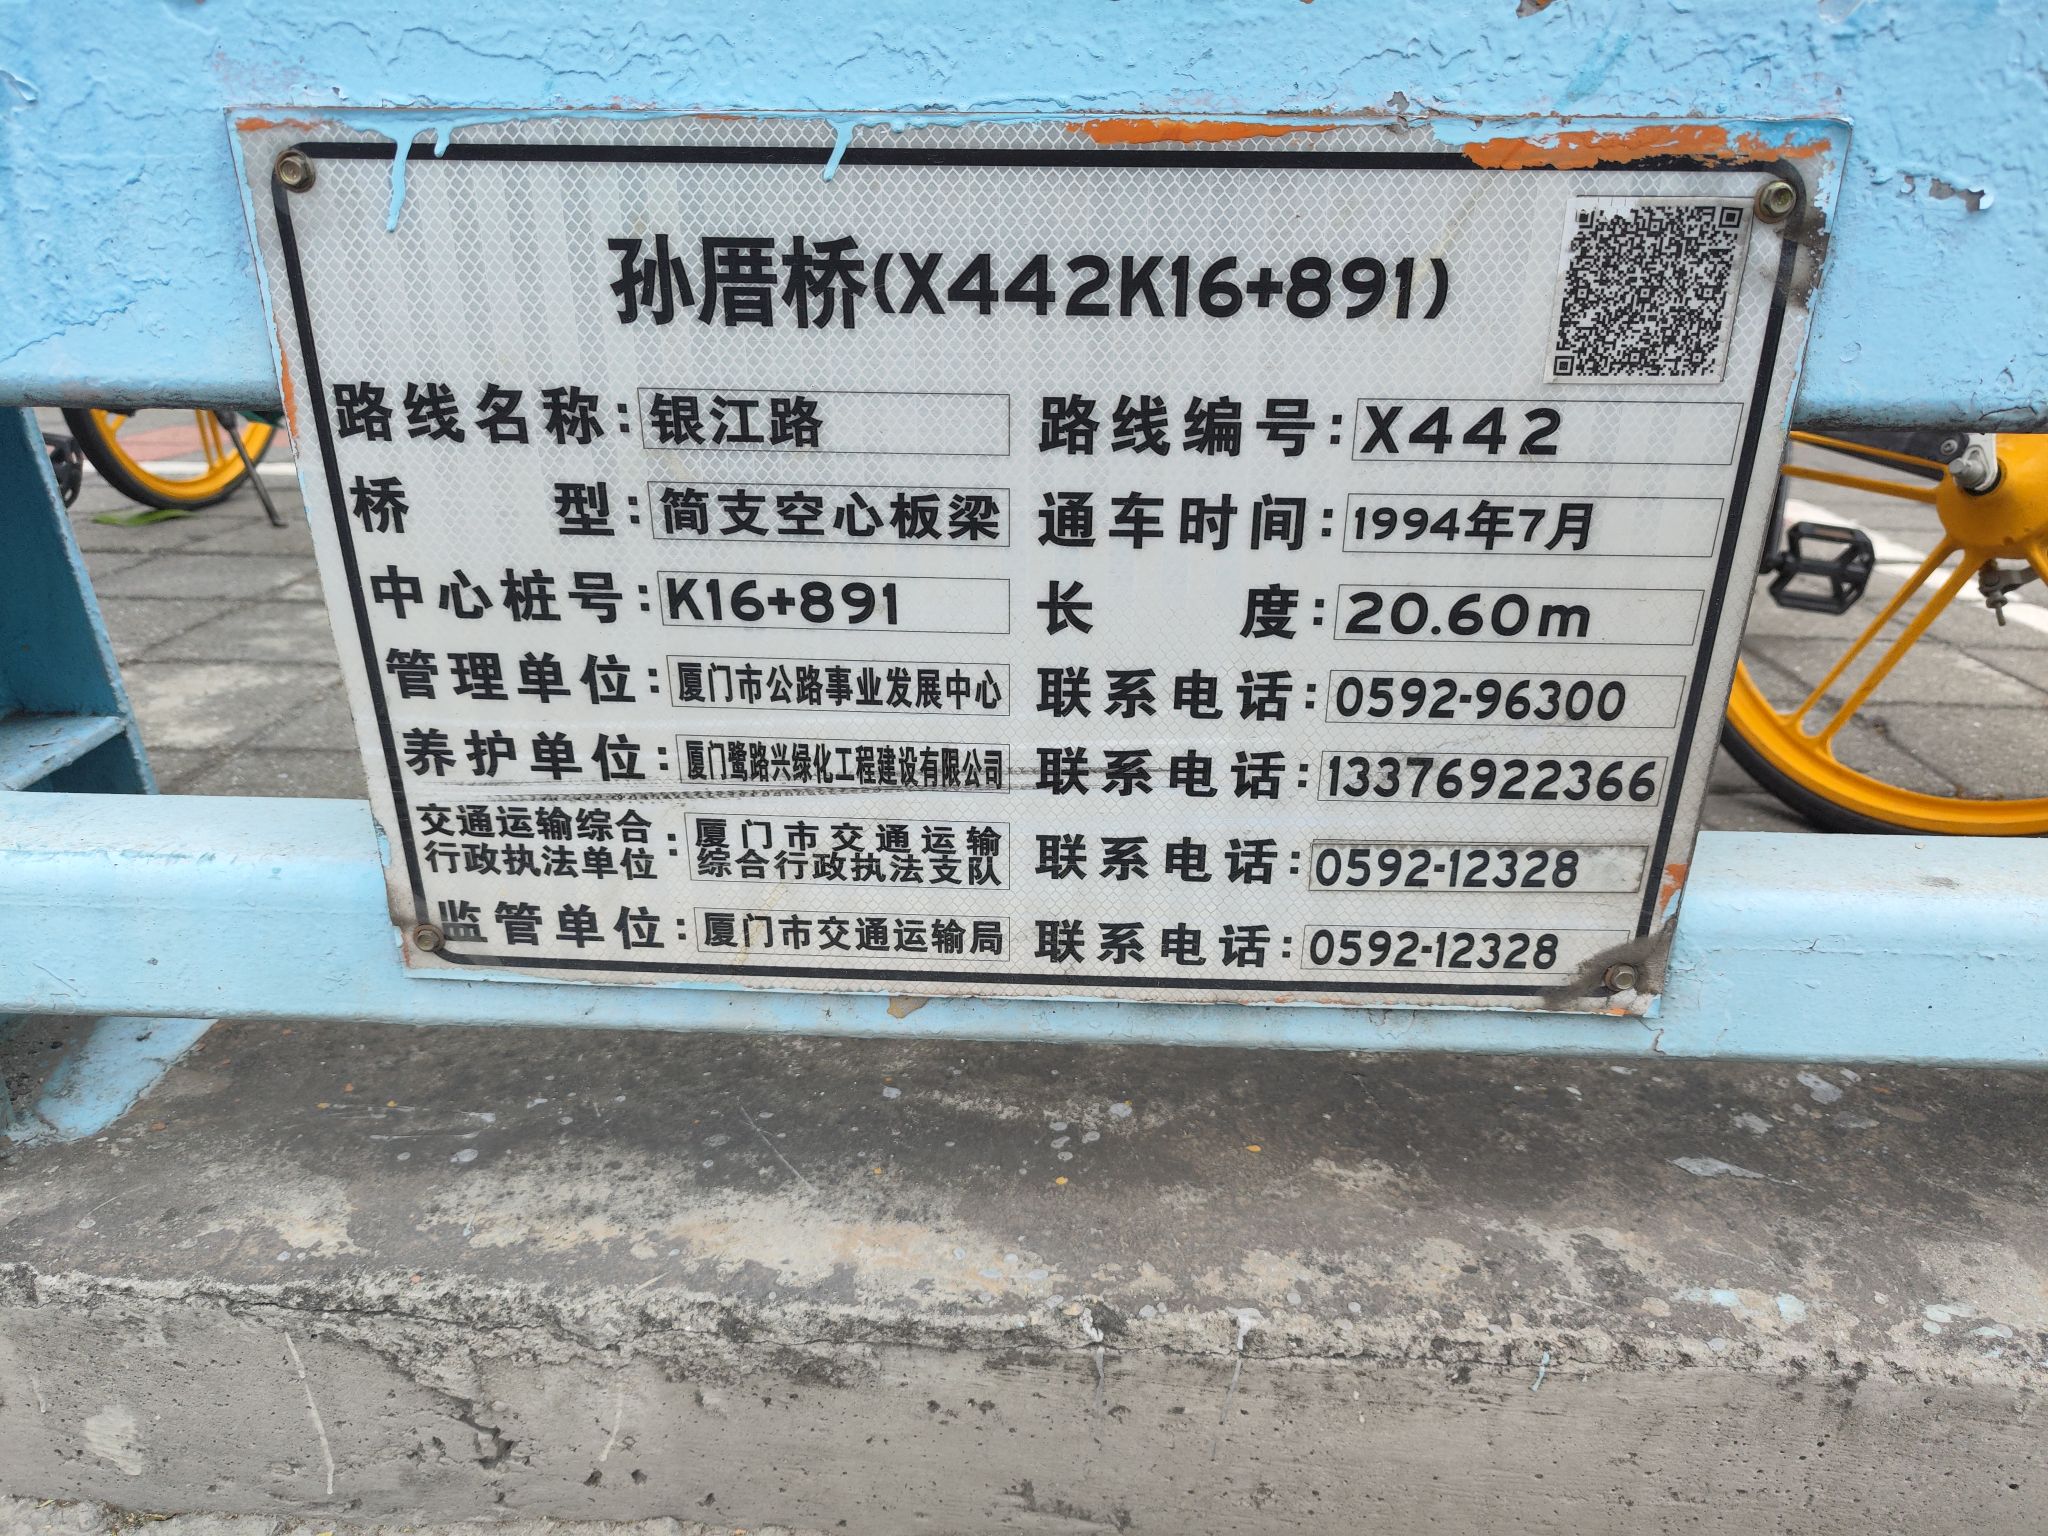 孙厝桥(X442K16+891)
路线名称:银江路 路线编号:X442
桥型:简支空心板梁 通车时间:1994年7月
中心桩号:K16+891 长度:20.60m
管理单位:厦门市公路事业发展中心 联系电话:0592-96300
养护单位:厦门鹭路兴绿化工程建设有限公司 联系电话:13376922366
交通运输综合行政执法单位:厦门市交通运输综合行政执法支队 联系电话:0592-12328
监管单位:厦门市交通运输局 联系电话:0592-12328